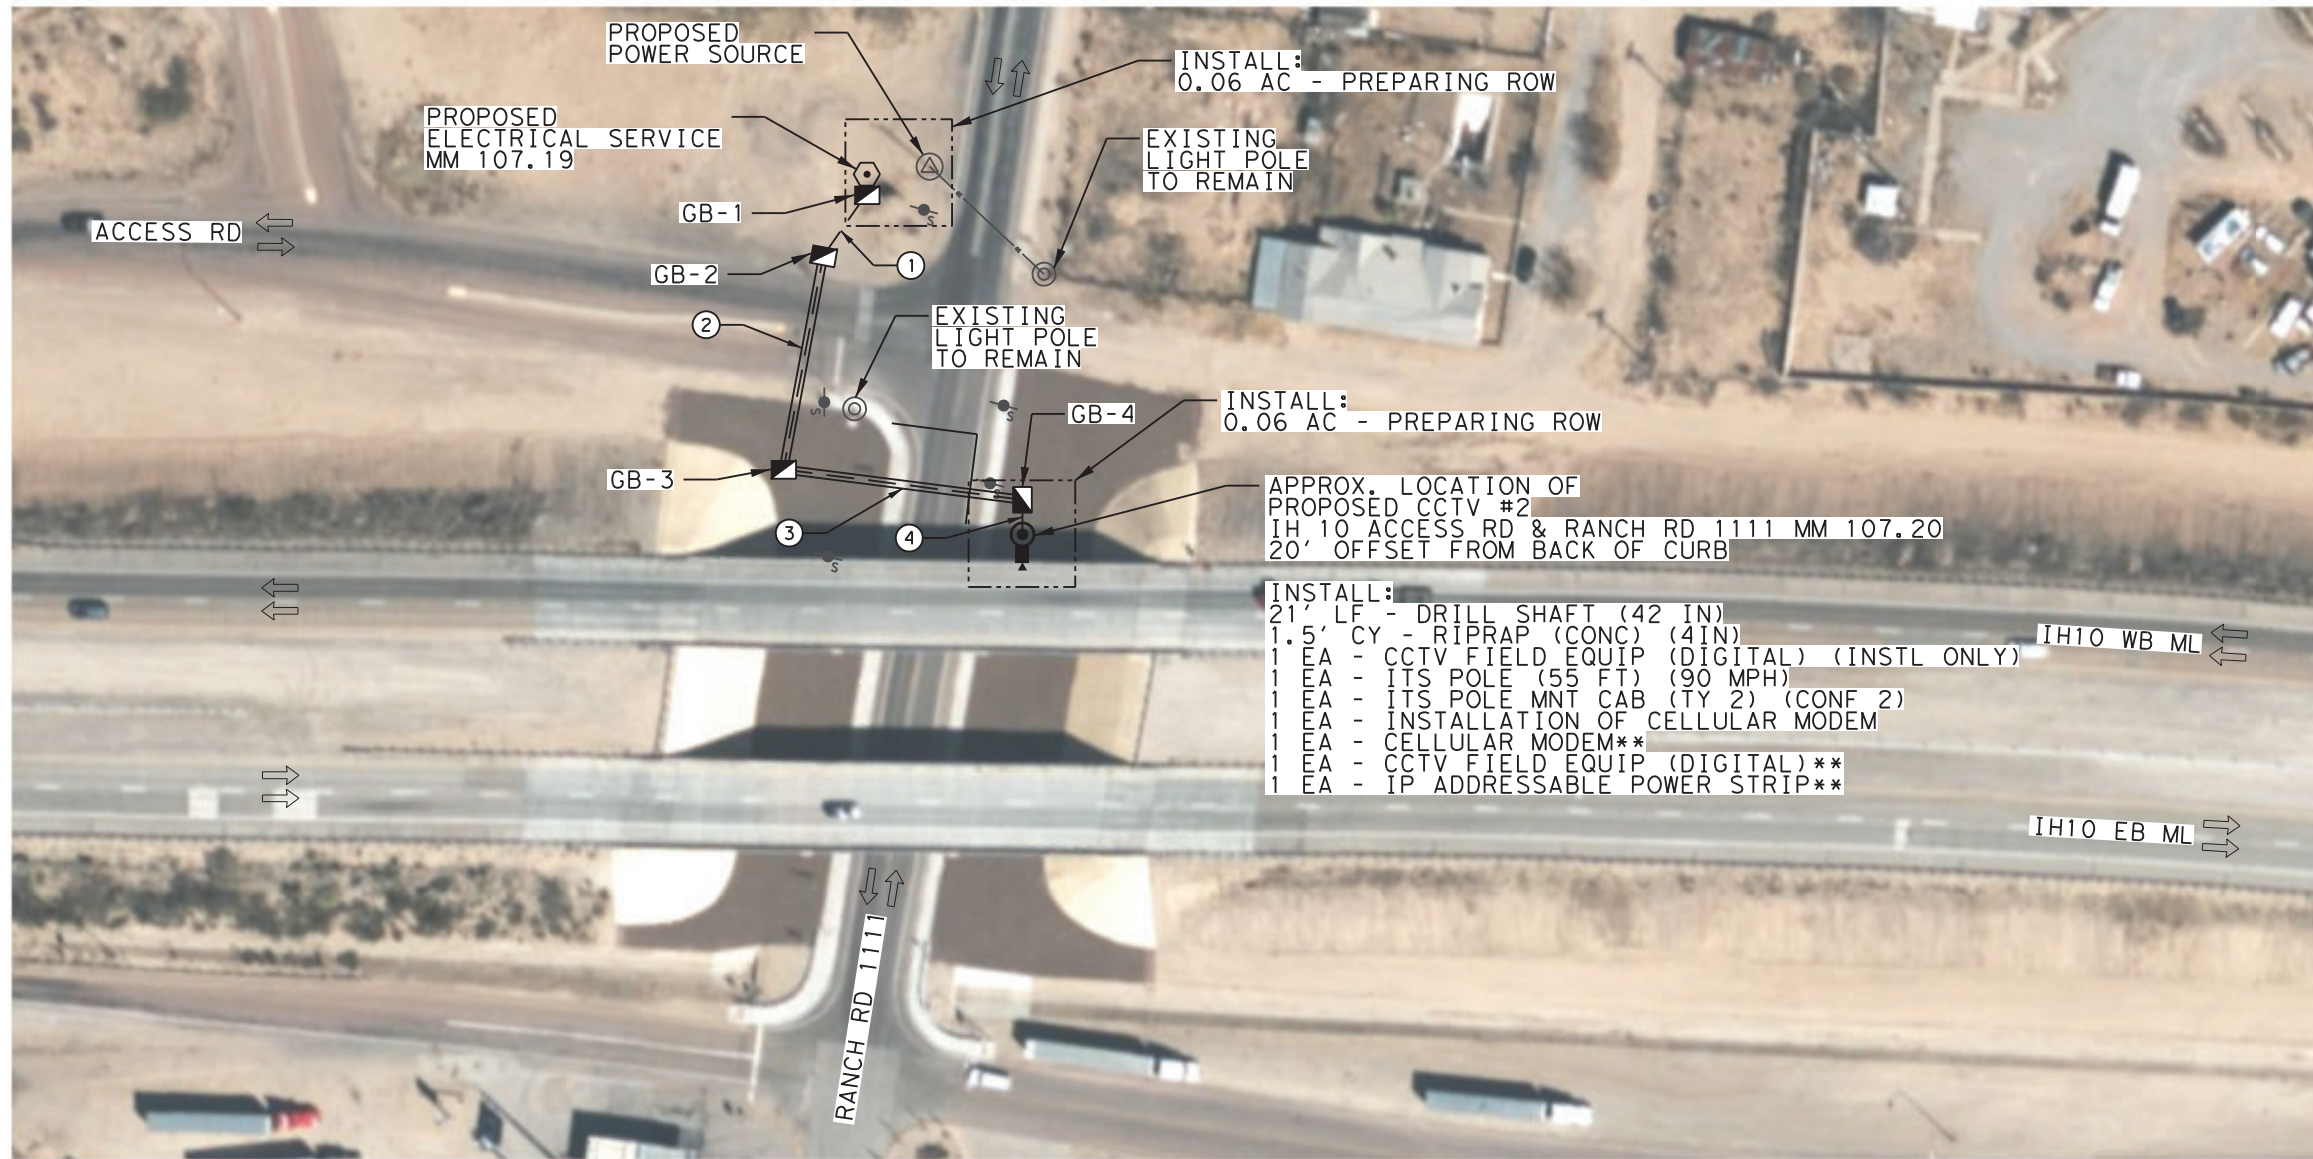 PROPOSED
POWER SOURCE
INSTALL:
0.06 AC - PREPARING ROW
PROPOSED
ELECTRICAL SERVICE
MM 107.19
EXISTING
LIGHT POLE
TO REMAIN
GB-1
ACCESS RD
GB-2
1
2
EXISTING
LIGHT POLE
TO REMAIN
S
S
S
S
S
GB-4
INSTALL:
0.06 AC - PREPARING ROW
GB-3
3
4
APPROX. LOCATION OF
PROPOSED CCTV #2
IH 10 ACCESS RD & RANCH RD 1111 MM 107.20
20' OFFSET FROM BACK OF CURB
INSTALL:
21' LF - DRILL SHAFT (42 IN)
1.5' CY - RIPRAP (CONC) (4IN)
1 EA - CCTV FIELD EQUIP (DIGITAL) (INSTL ONLY)
1 EA - ITS POLE (55 FT) (90 MPH)
1 EA - ITS POLE MNT CAB (TY 2) (CONF 2)
1 EA - INSTALLATION OF CELLULAR MODEM
1 EA - CELLULAR MODEM**
1 EA - CCTV FIELD EQUIP (DIGITAL)**
1 EA - IP ADDRESSABLE POWER STRIP**
IH10 WB ML
IH10 EB ML
RANCH RD 1111